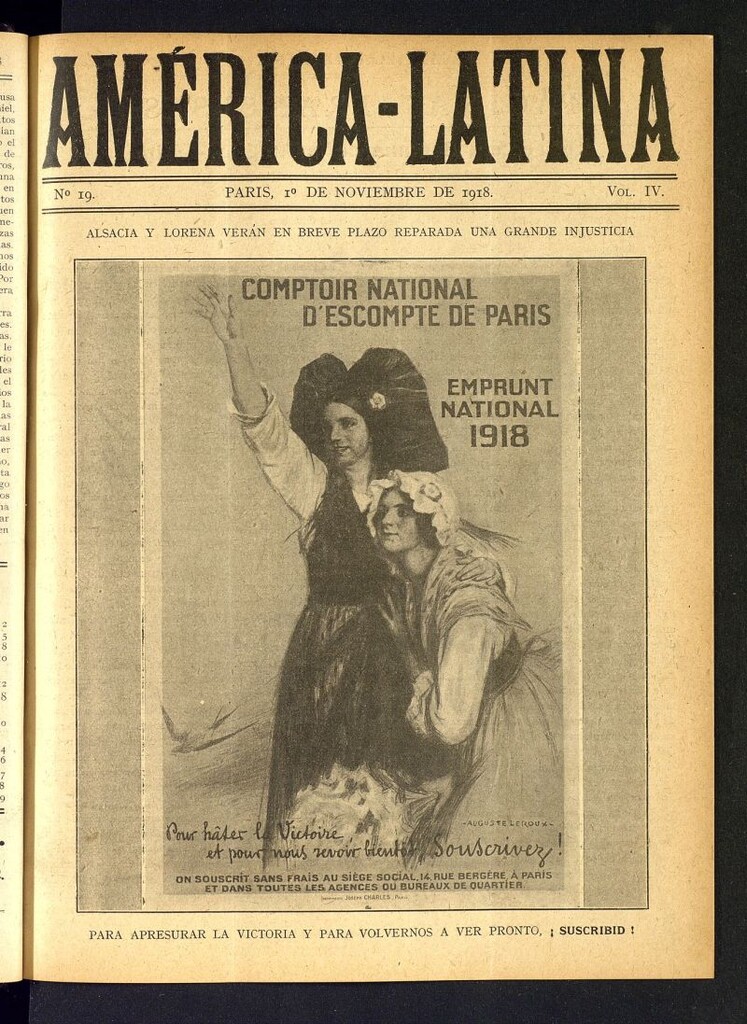 AMÉRICA-LATINA
Nº 19.
PARIS, 1º DE NOVIEMBRE DE 1918.
VOL. IV.
ALSACIA Y LORENA VERÁN EN BREVE PLAZO REPARADA UNA GRANDE INJUSTICIA
COMPTOIR NATIONAL
D'ESCOMPTE DE PARIS
EMPRUNT
NATIONAL
1918
-AUGUSTE LEROUX-
Pour hâter la Victoire
et pour nous revoir bientôt, Souscrivez !
ON SOUSCRIT SANS FRAIS AU SIÈGE SOCIAL, 14, RUE BERGÈRE, À PARIS
ET DANS TOUTES LES AGENCES OU BUREAUX DE QUARTIER.
JOSEPH CHARLES, PARIS
PARA APRESURAR LA VICTORIA Y PARA VOLVERNOS A VER PRONTO, ¡ SUSCRIBID !